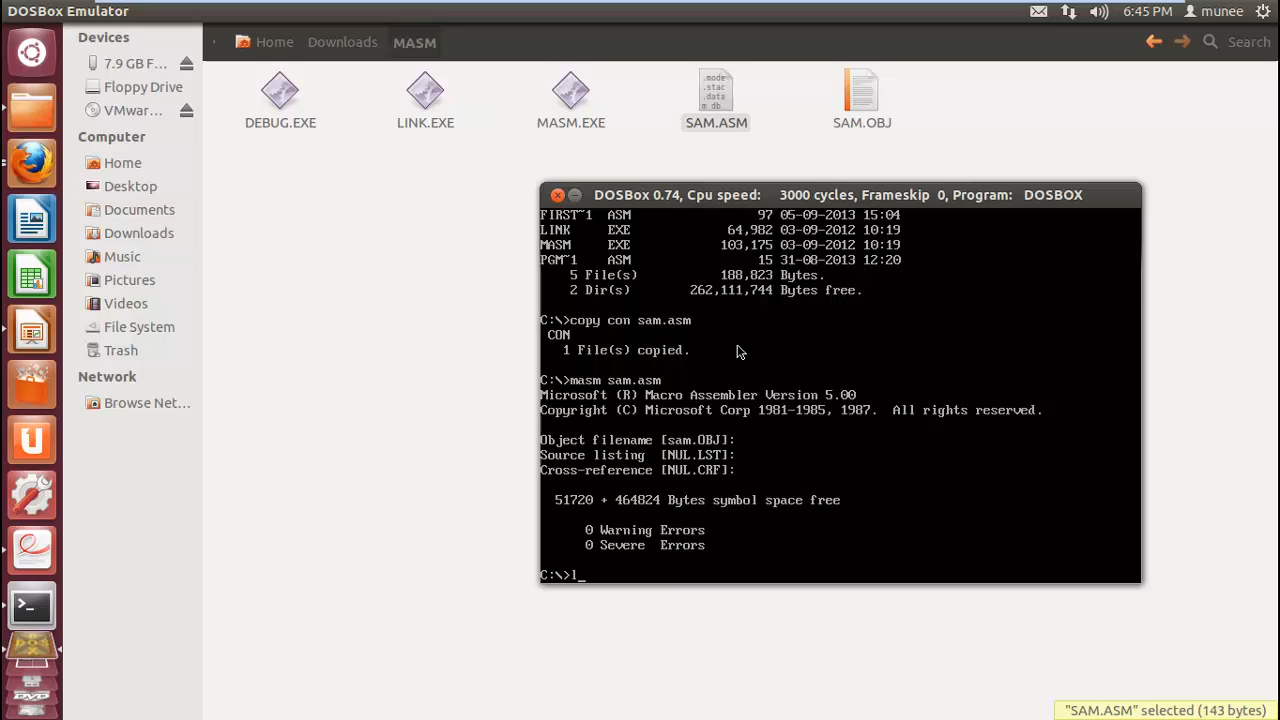 DOSBox Emulator
6:45 PM
munee
Devices
7.9 GB F...
Floppy Drive
VMwar...
Computer
Home
Desktop
Documents
Downloads
Music
Pictures
Videos
File System
Trash
Network
Browse Net...
Home
Downloads
MASM
Search
DEBUG.EXE
LINK.EXE
MASM.EXE
.mode
.stac
.data
m db
SAM.ASM
SAM.OBJ
DOSBox 0.74, Cpu speed: 3000 cycles, Frameskip 0, Program: DOSBOX
FIRST~1 ASM 97 05-09-2013 15:04
LINK EXE 64,982 03-09-2012 10:19
MASM EXE 103,175 03-09-2012 10:19
PGM~1 ASM 15 31-08-2013 12:20
5 File(s) 188,823 Bytes.
2 Dir(s) 262,111,744 Bytes free.
C:\>copy con sam.asm
CON
1 File(s) copied.
C:\>masm sam.asm
Microsoft (R) Macro Assembler Version 5.00
Copyright (C) Microsoft Corp 1981-1985, 1987. All rights reserved.
Object filename [sam.OBJ]:
Source listing [NUL.LST]:
Cross-reference [NUL.CRF]:
51720 + 464824 Bytes symbol space free
0 Warning Errors
0 Severe Errors
C:\>l_
"SAM.ASM" selected (143 bytes)